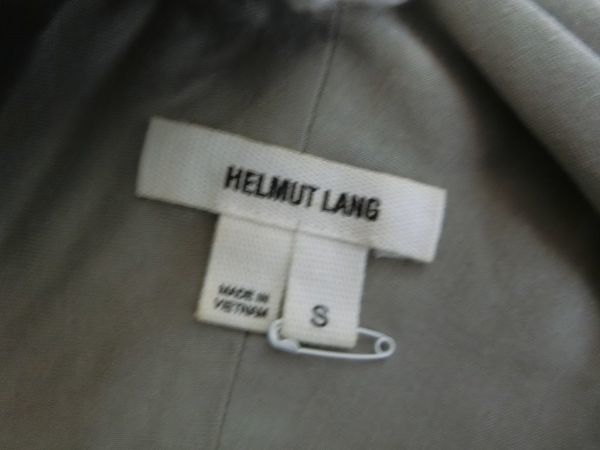 HELMUT LANG
MADE IN
VIETNAM
S